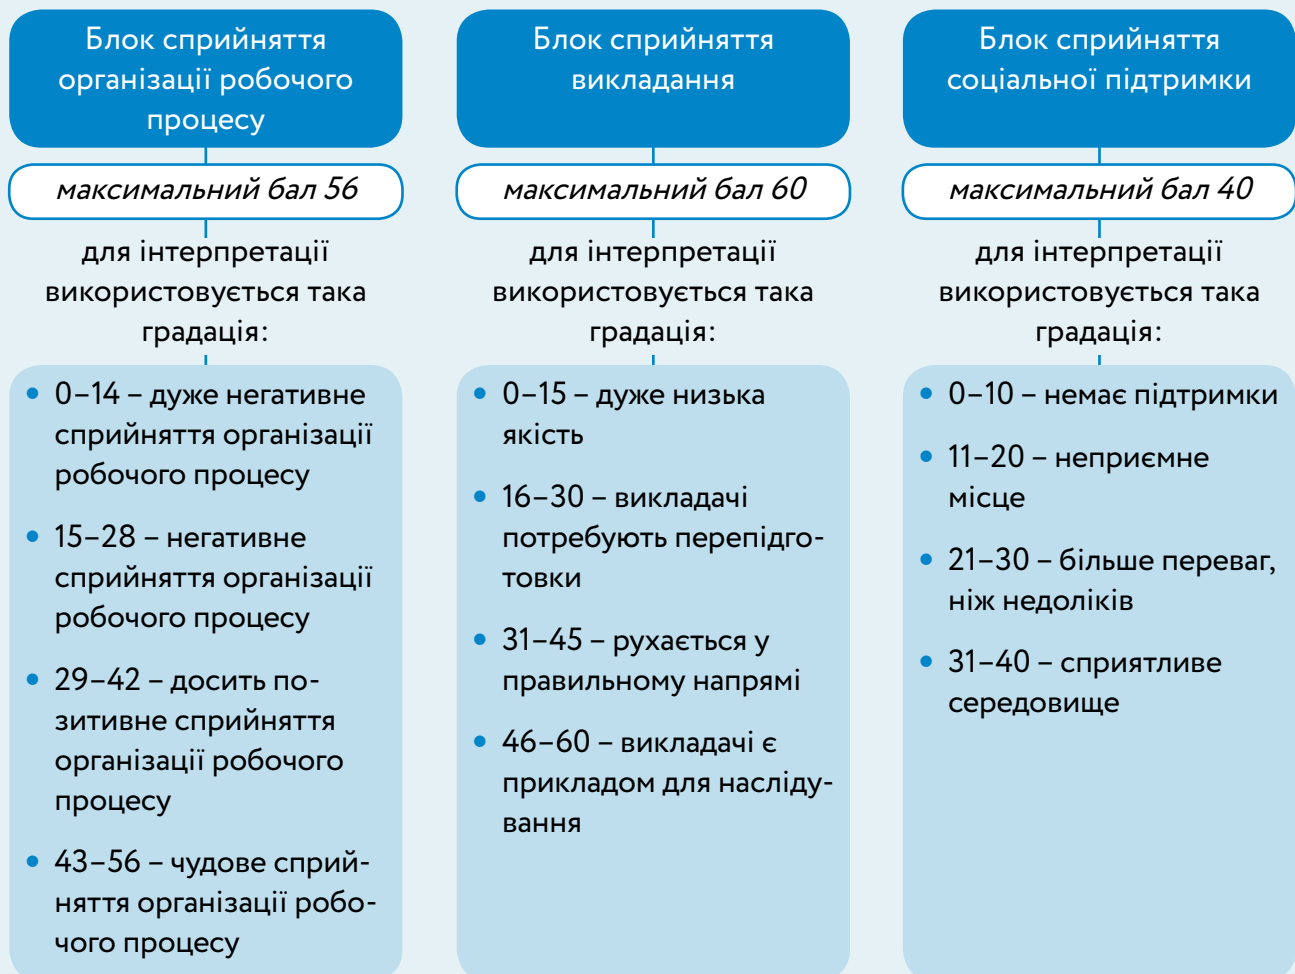 Блок сприйняття
організації робочого
процесу
максимальний бал 56
для інтерпретації
використовується така
градація:
• 0–14 – дуже негативне
сприйняття організації
робочого процесу
• 15–28 – негативне
сприйняття організації
робочого процесу
• 29–42 – досить по-
зитивне сприйняття
організації робочого
процесу
• 43–56 – чудове сприй-
няття організації робо-
чого процесу
Блок сприйняття
викладання
максимальний бал 60
для інтерпретації
використовується така
градація:
• 0–15 – дуже низька
якість
• 16–30 – викладачі
потребують перепідго-
товки
• 31–45 – рухається у
правильному напрямі
• 46–60 – викладачі є
прикладом для насліду-
вання
Блок сприйняття
соціальної підтримки
максимальний бал 40
для інтерпретації
використовується така
градація:
• 0–10 – немає підтримки
• 11–20 – неприємне
місце
• 21–30 – більше переваг,
ніж недоліків
• 31–40 – сприятливе
середовище